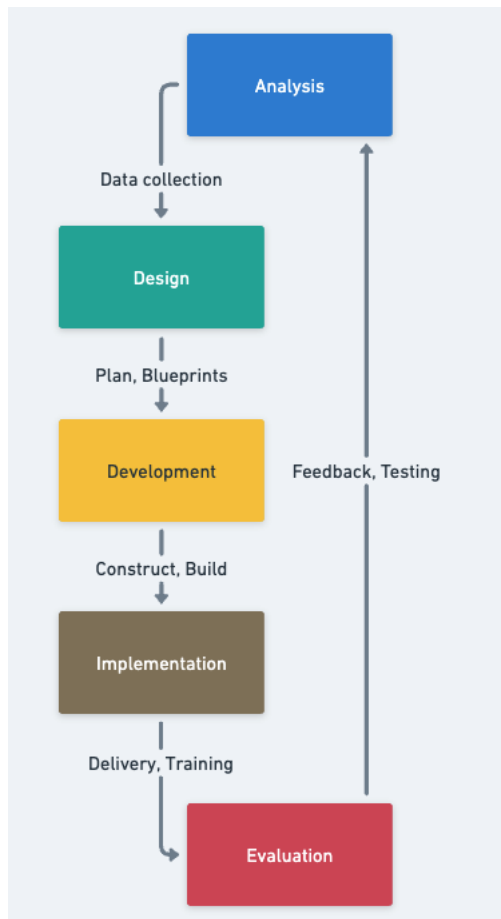 Analysis
Data collection
Design
Plan, Blueprints
Development
Feedback, Testing
Construct, Build
Implementation
Delivery, Training
Evaluation